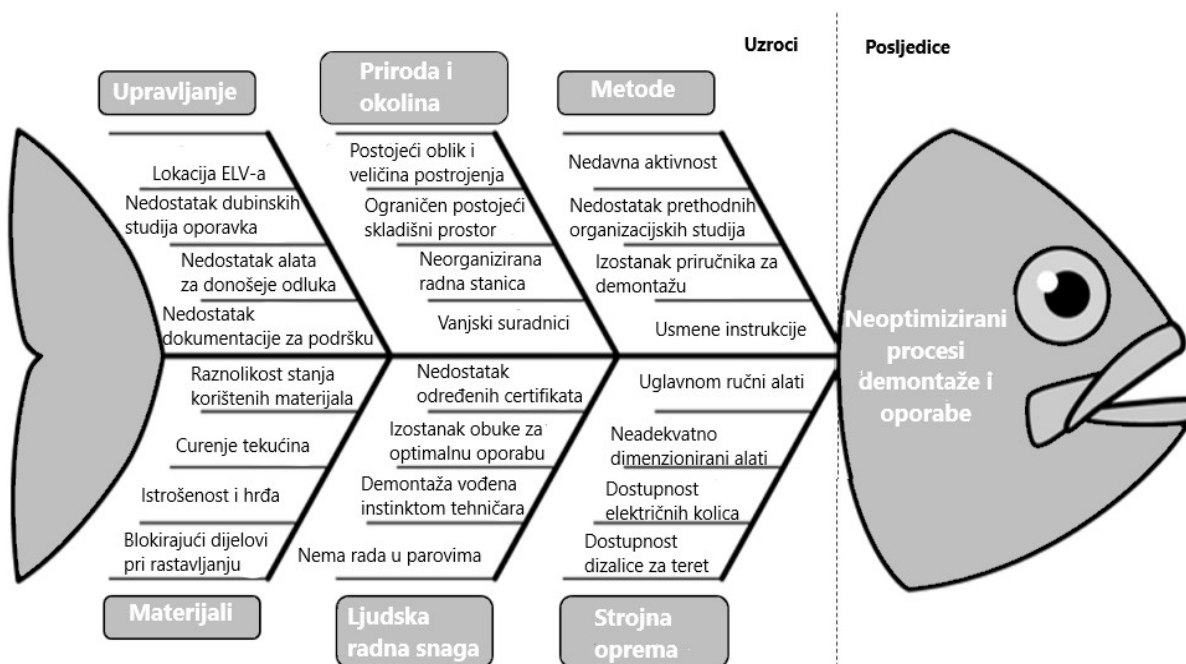 Uzroci
Posljedice
Upravljanje
Priroda i
okolina
Metode
Lokacija ELV-a
Nedostatak dubinskih
studija oporavka
Nedostatak alata
za donošeje odluka
Nedostatak
dokumentacije za podršku
Postojeći oblik i
veličina postrojenja
Ograničen postojeći
skladišni prostor
Neorganizirana
radna stanica
Vanjski suradnici
Nedavna aktivnost
Nedostatak prethodnih
organizacijskih studija
Izostanak priručnika za
demontažu
Usmene instrukcije
Neoptimizirani
procesi
demontaže i
oporabe
Raznolikost stanja
korištenih materijala
Curenje tekućina
Istrošenost i hrđa
Blokirajući dijelovi
pri rastavljanju
Nedostatak
određenih certifikata
Izostanak obuke za
optimalnu oporabu
Demontaža vođena
instinktom tehničara
Nema rada u parovima
Uglavnom ručni alati
Neadekvatno
dimenzionirani alati
Dostupnost
električnih kolica
Dostupnost
dizalice za teret
Materijali
Ljudska
radna snaga
Strojna
oprema